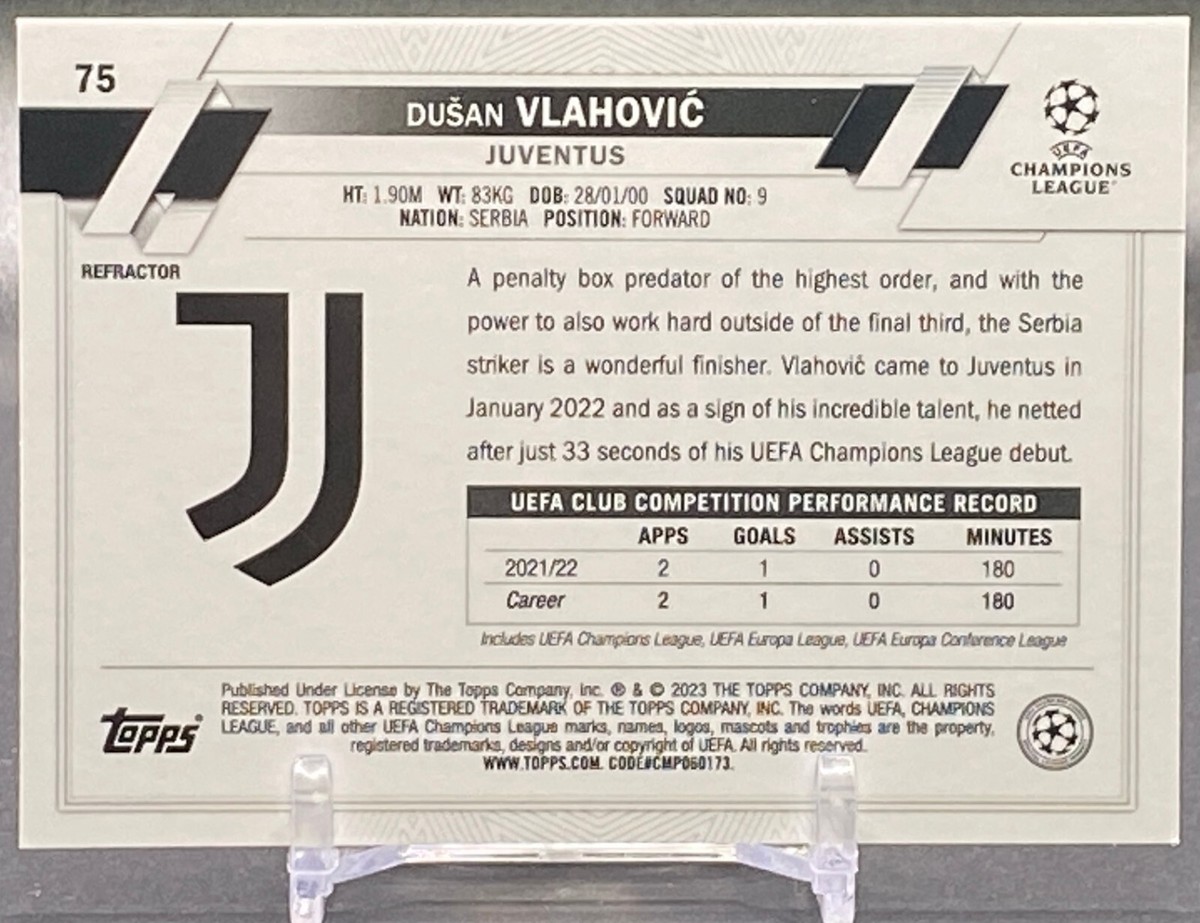 75
DUŠAN VLAHOVIĆ
JUVENTUS
HT: 1.90M WT: 83KG DOB: 28/01/00 SQUAD NO: 9
NATION: SERBIA POSITION: FORWARD
UEFA
CHAMPIONS
LEAGUE®
REFRACTOR
A penalty box predator of the highest order, and with the
power to also work hard outside of the final third, the Serbia
striker is a wonderful finisher. Vlahović came to Juventus in
January 2022 and as a sign of his incredible talent, he netted
after just 33 seconds of his UEFA Champions League debut.
UEFA CLUB COMPETITION PERFORMANCE RECORD
APPS GOALS ASSISTS MINUTES
2021/22 2 1 0 180
Career 2 1 0 180
Includes UEFA Champions League, UEFA Europa League, UEFA Europa Conference League
Topps®
Published Under License by The Topps Company, Inc. ® & © 2023 THE TOPPS COMPANY, INC. ALL RIGHTS
RESERVED. TOPPS IS A REGISTERED TRADEMARK OF THE TOPPS COMPANY, INC. The words UEFA, CHAMPIONS
LEAGUE, and all other UEFA Champions League marks, names, logos, mascots and trophies are the property,
registered trademarks, designs and/or copyright of UEFA. All rights reserved.
WWW.TOPPS.COM. CODE#CMP060173.